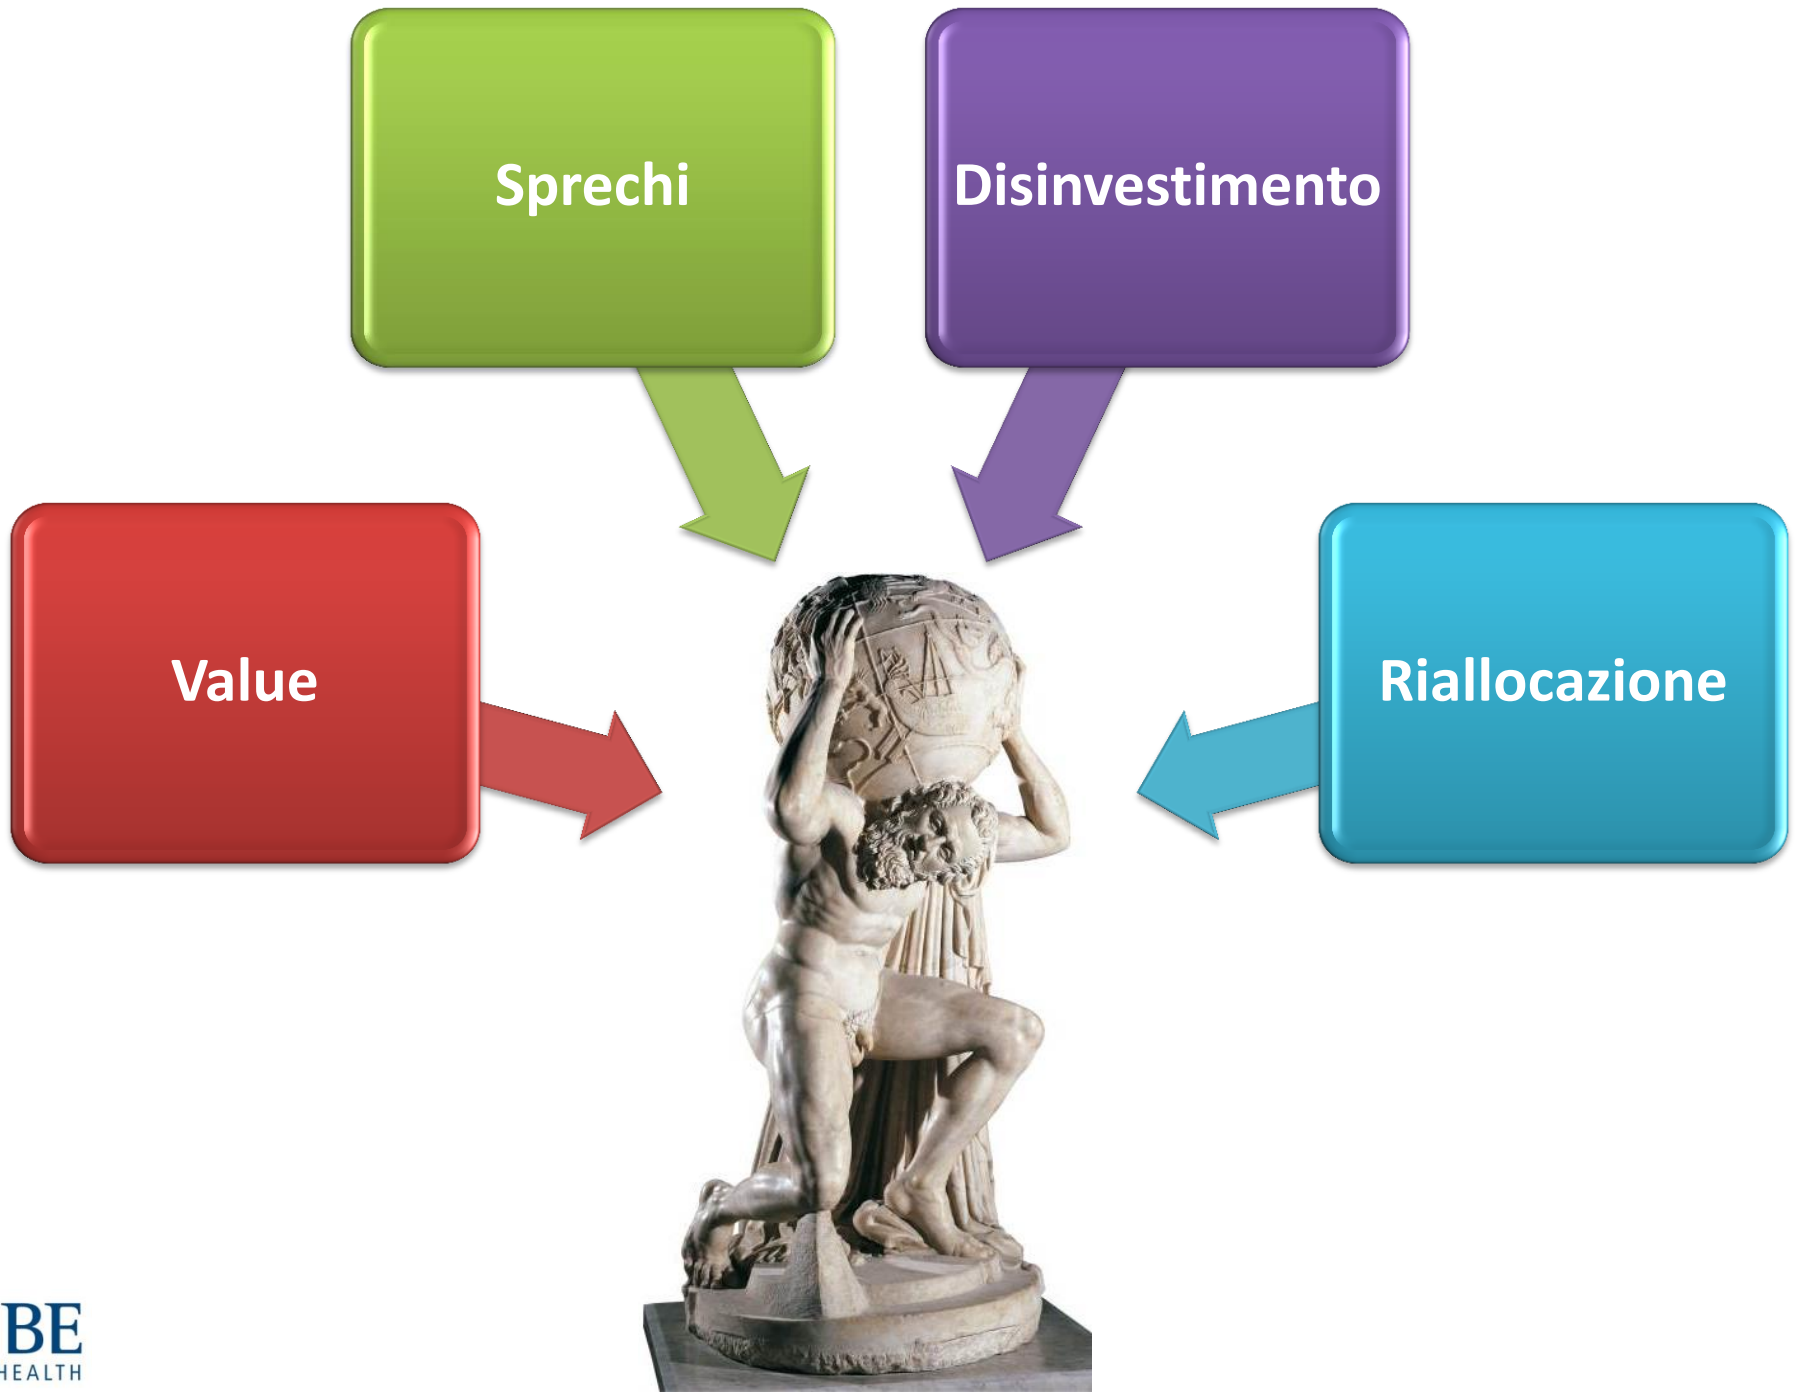 Sprechi
Disinvestimento
Value
Riallocazione
BE
HEALTH